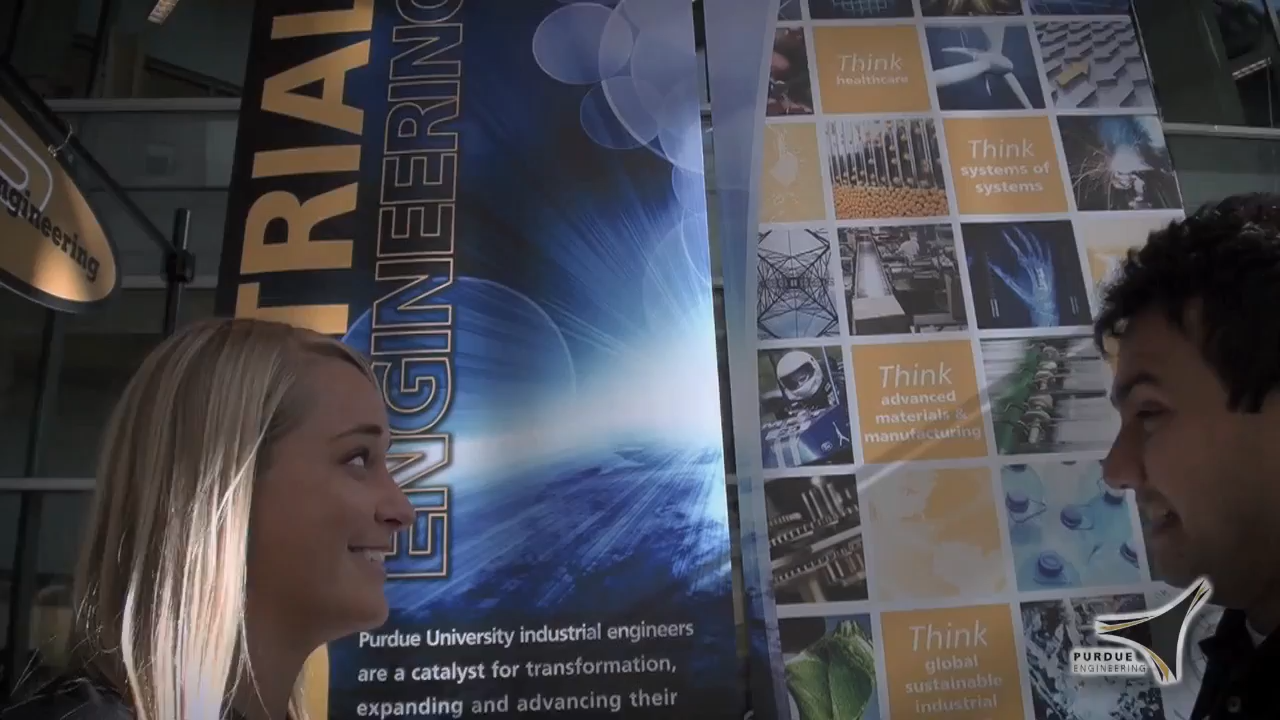 TRIAL
ENGINEERING
ngineering
Think
healthcare
Think
systems of
systems
Think
advanced
materials &
manufacturing
Think
global
sustainable
industrial
Purdue University industrial engineers
are a catalyst for transformation,
expanding and advancing their
PURDUE
ENGINEERING